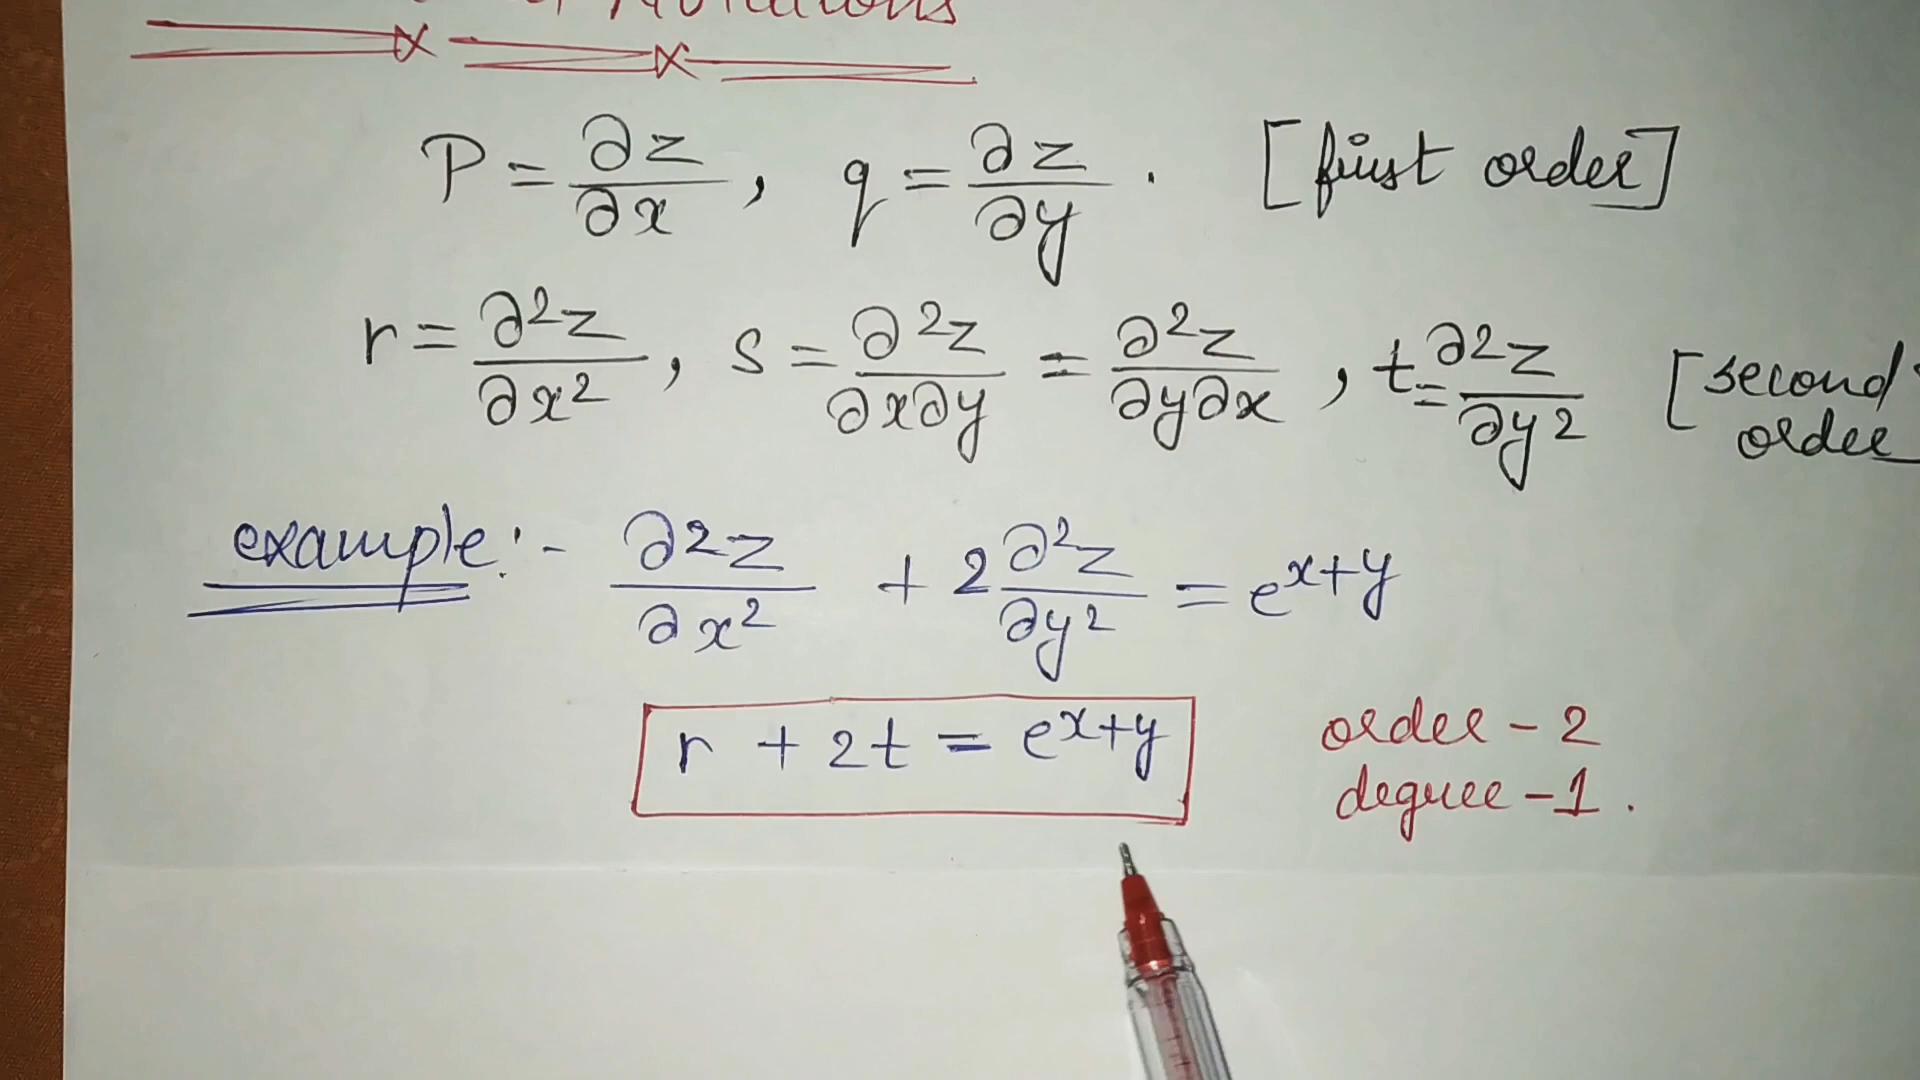 Notations
P = ∂z/∂x , q = ∂z/∂y . [first order]
r = ∂²z/∂x² , s = ∂²z/∂x∂y = ∂²z/∂y∂x , t = ∂²z/∂y² [second order
example:- ∂²z/∂x² + 2 ∂²z/∂y² = e^{x+y}
r + 2t = e^{x+y}
order - 2
degree - 1 .